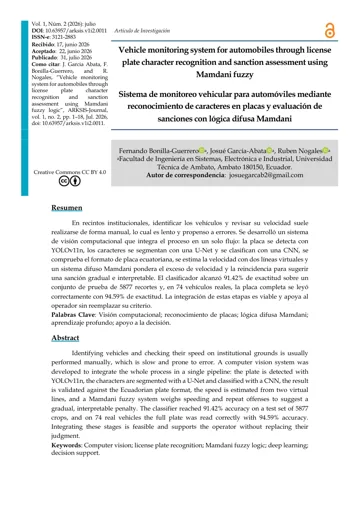 Vol. 1, Núm. 2 (2026): julio
DOI: 10.63957/arksis.v1i2.0011
ISSN-e: 3121-2883
Artículo de Investigación
Recibido: 17, junio 2026
Aceptado: 22, junio 2026
Publicado: 31, julio 2026
Como citar: J. Garcia Abata, F.
Bonilla-Guerrero, and R.
Nogales. "Vehicle monitoring
system for automobiles through
license plate character
recognition and sanction
assessment using Mamdani
fuzzy logic", ARKSIS-Journal,
vol. 1, no. 2, pp. 1–18, Jul. 2026,
doi: 10.63957/arksis.v1i2.0011.
Creative Commons CC BY 4.0
Vehicle monitoring system for automobiles through license
plate character recognition and sanction assessment using
Mamdani fuzzy
Sistema de monitoreo vehicular para automóviles mediante
reconocimiento de caracteres en placas y evaluación de
sanciones con lógica difusa Mamdani
Fernando Bonilla-Guerrero, Josué Garcia-Abata, Ruben Nogales
Facultad de Ingeniería en Sistemas, Electrónica e Industrial, Universidad
Técnica de Ambato, Ambato 180150, Ecuador.
Autor de correspondencia: josuegarcab2@gmail.com
Resumen
En recintos institucionales, identificar los vehículos y revisar su velocidad suele
realizarse de forma manual, lo cual es lento y propenso a errores. Se desarrolló un sistema
de visión computacional que integra el proceso en un solo flujo: la placa se detecta con
YOLOv11n, los caracteres se segmentan con una U-Net y se clasifican con una CNN, se
comprueba el formato de placa ecuatoriana, se estima la velocidad con dos líneas virtuales y
un sistema difuso Mamdani pondera el exceso de velocidad y la reincidencia para sugerir
una sanción gradual e interpretable. El clasificador alcanzó 91.42% de exactitud sobre un
conjunto de prueba de 5877 recortes y, en 74 vehículos reales, la placa completa se leyó
correctamente con 94.59% de exactitud. La integración de estas etapas es viable y apoya al
operador sin reemplazar su criterio.
Palabras Clave: Visión computacional; reconocimiento de placas; lógica difusa Mamdani;
aprendizaje profundo; apoyo a la decisión.
Abstract
Identifying vehicles and checking their speed on institutional grounds is usually
performed manually, which is slow and prone to error. A computer vision system was
developed to integrate the whole process in a single pipeline: the plate is detected with
YOLOv11n, the characters are segmented with a U-Net and classified with a CNN, the result
is validated against the Ecuadorian plate format, the speed is estimated from two virtual
lines, and a Mamdani fuzzy system weighs speeding and repeat offenses to suggest a
gradual, interpretable penalty. The classifier reached 91.42% accuracy on a test set of 5877
crops, and on 74 real vehicles the full plate was read correctly with 94.59% accuracy.
Integrating these stages is feasible and supports the operator without replacing their
judgment.
Keywords: Computer vision; license plate recognition; Mamdani fuzzy logic; deep learning;
decision support.